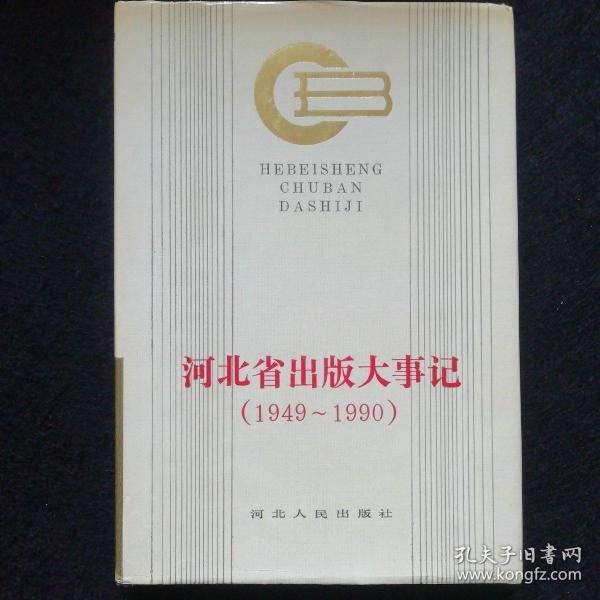 HEBEISHENG
CHUBAN
DASHIJI
河北省出版大事记
(1949~1990)
河北人民出版社
孔夫子旧书网
www.kongfz.com